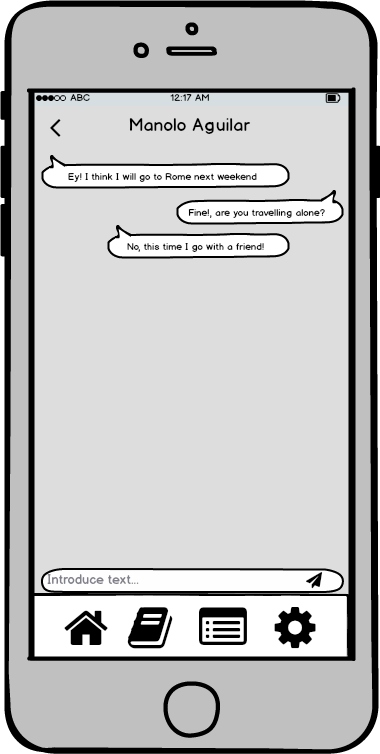 ABC 12:17 AM
Manolo Aguilar
Ey! I think I will go to Rome next weekend
Fine!, are you travelling alone?
No, this time I go with a friend!
Introduce text...